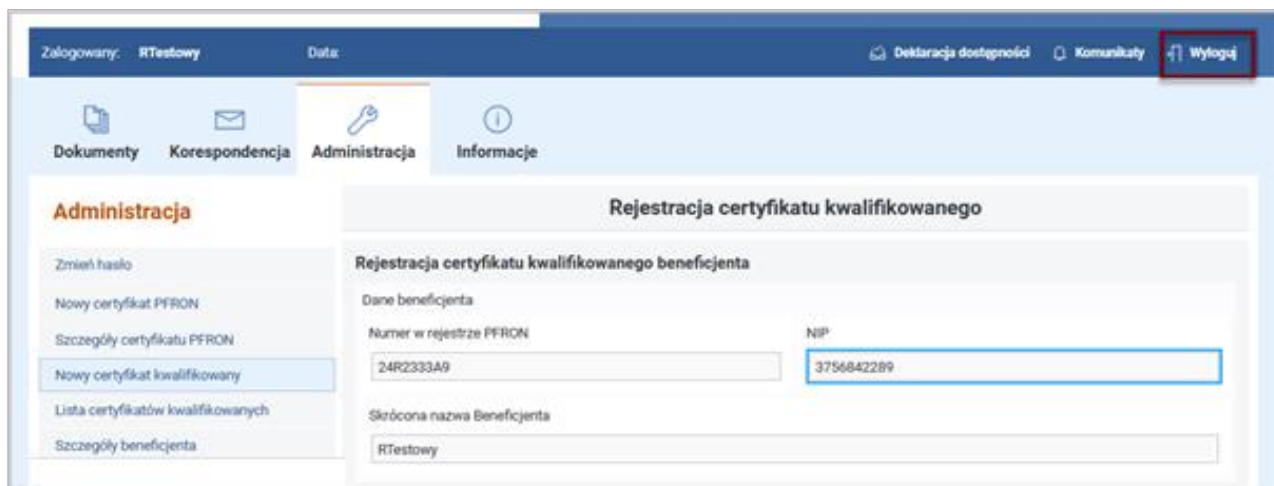 Zalogowany: RTestowy Data: Deklaracja dostępności Komunikaty Wyloguj
Dokumenty Korespondencja Administracja Informacje
Administracja
Zmień hasło
Nowy certyfikat PFRON
Szczegóły certyfikatu PFRON
Nowy certyfikat kwalifikowany
Lista certyfikatów kwalifikowanych
Szczegóły beneficjenta
Rejestracja certyfikatu kwalifikowanego
Rejestracja certyfikatu kwalifikowanego beneficjenta
Dane beneficjenta
Numer w rejestrze PFRON NIP
24R2333A9 3756842289
Skrócona nazwa Beneficjenta
RTestowy